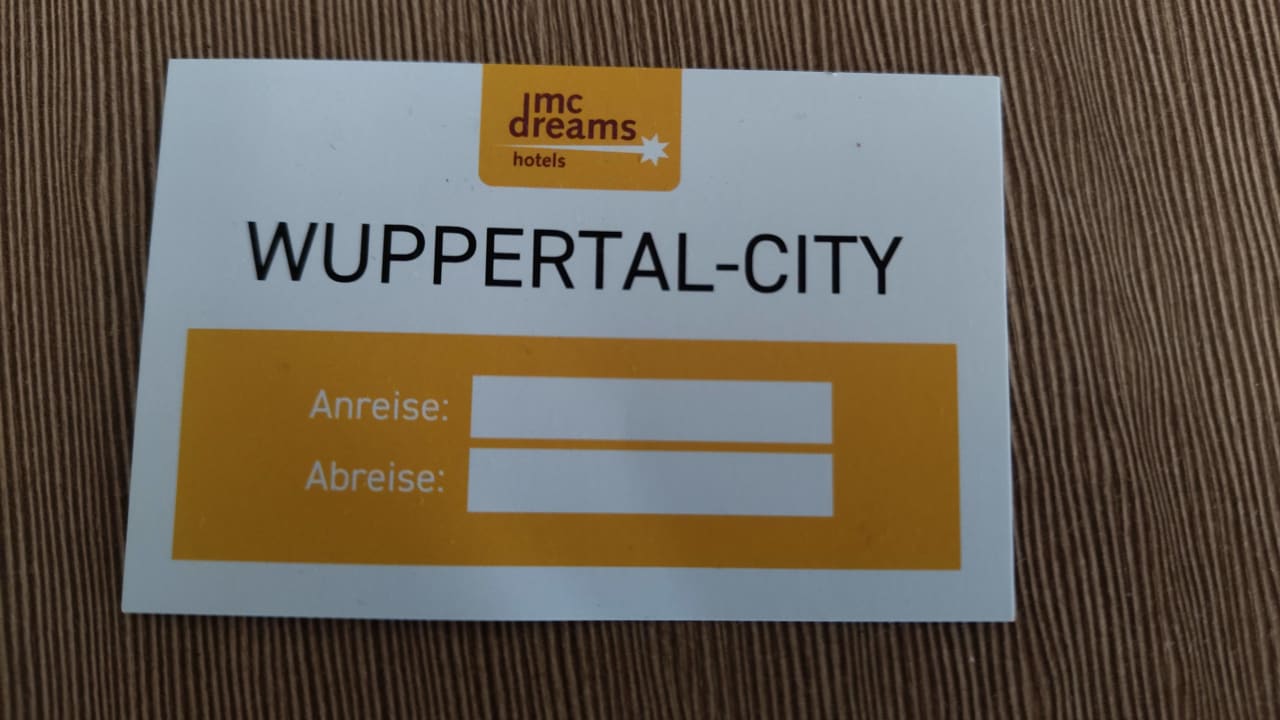 mc
dreams
hotels
WUPPERTAL-CITY
Anreise:
Abreise: